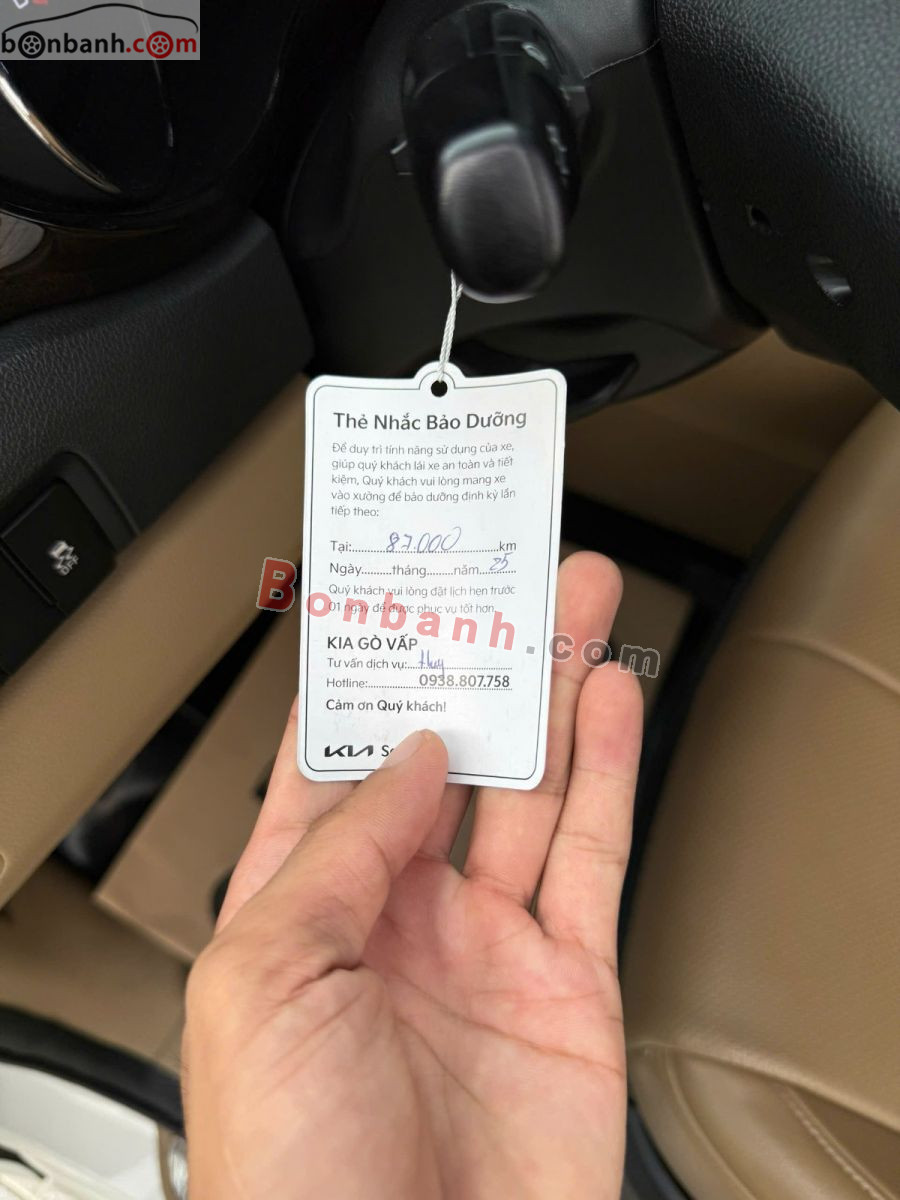 bonbanh.com
Thẻ Nhắc Bảo Dưỡng
Để duy trì tính năng sử dụng của xe,
giúp quý khách lái xe an toàn và tiết
kiệm, Quý khách vui lòng mang xe
vào xưởng để bảo dưỡng định kỳ lần
tiếp theo:
Tại:...87.000...km
Ngày..........tháng.........năm...25
Quý khách vui lòng đặt lịch hẹn trước
01 ngày để được phục vụ tốt hơn.
Bonbanh.com
KIA GÒ VẤP
Tư vấn dịch vụ:...Huy
Hotline:...0938.807.758
Cảm ơn Quý khách!
KIA